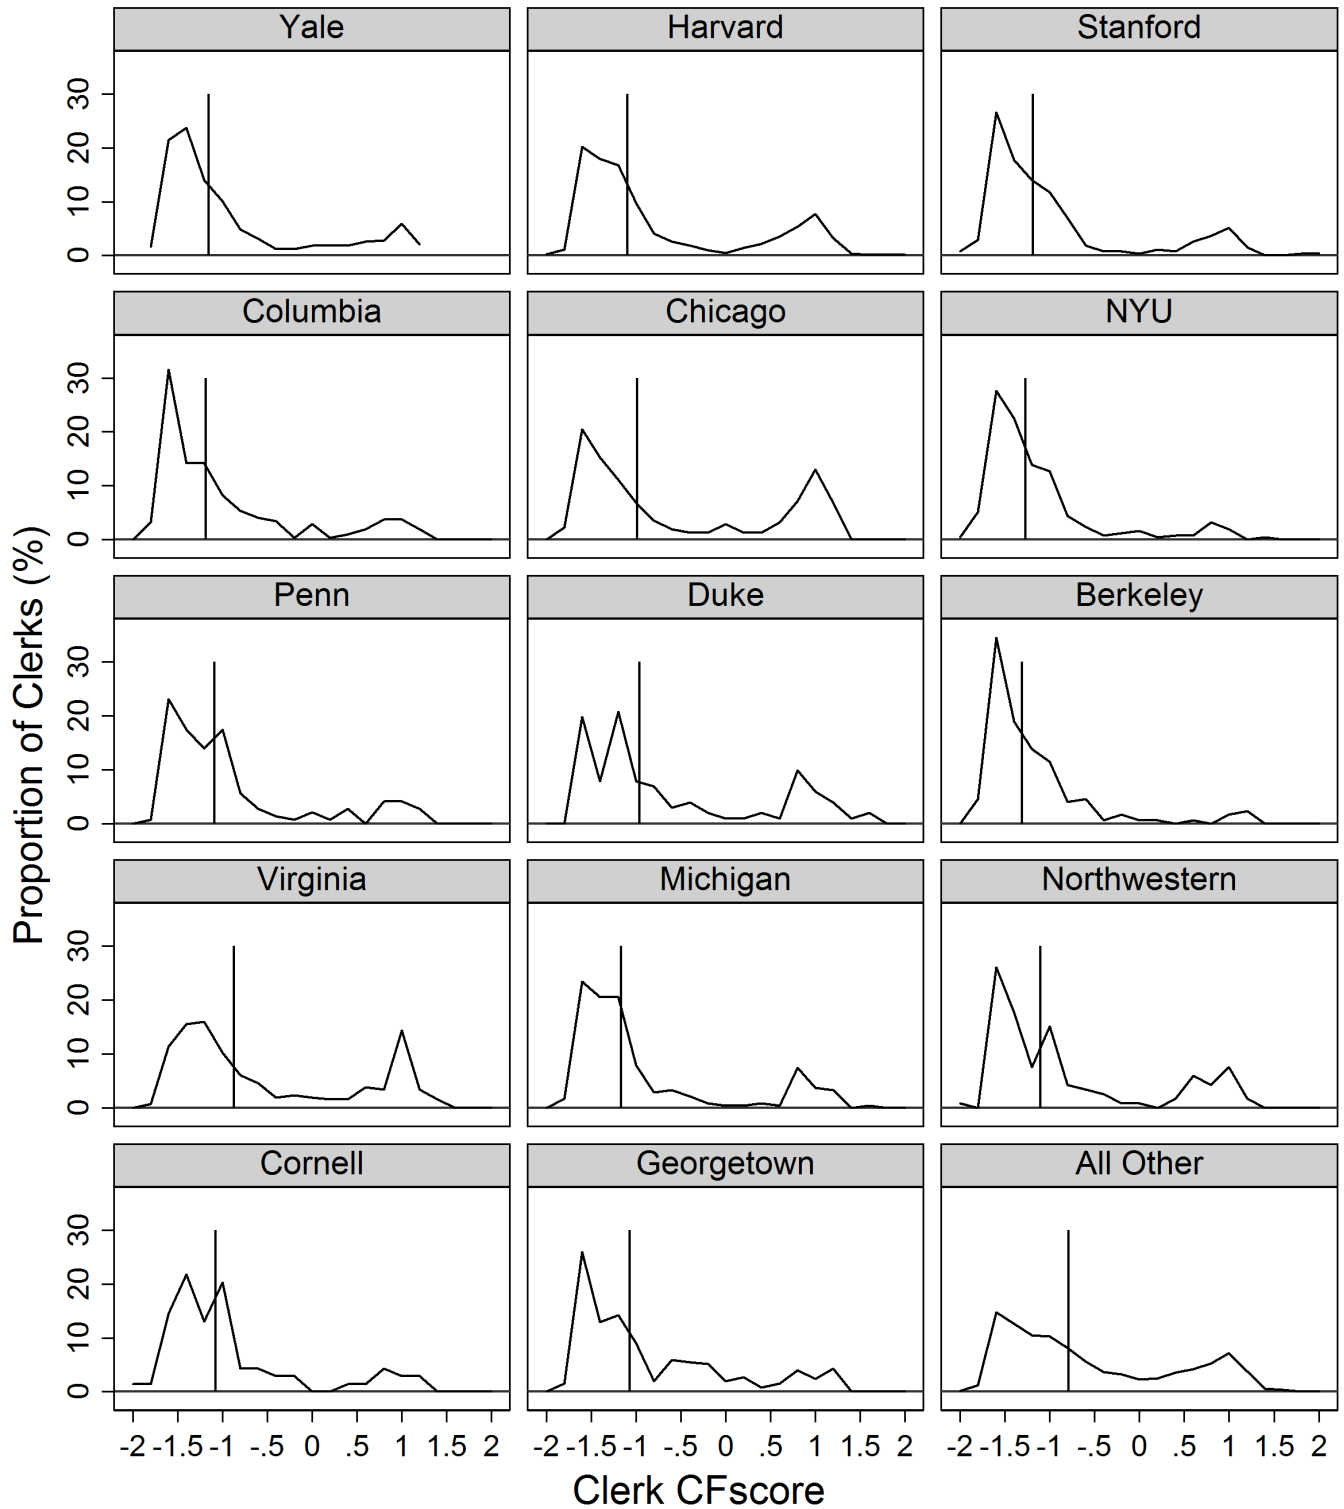 Yale
Harvard
Stanford
30
20
10
0
Columbia
Chicago
NYU
30
20
10
0
Penn
Duke
Berkeley
30
20
10
0
Virginia
Michigan
Northwestern
30
20
10
0
Cornell
Georgetown
All Other
30
20
10
0
Proportion of Clerks (%)
-2 -1.5 -1 -.5 0 .5 1 1.5 2
-2 -1.5 -1 -.5 0 .5 1 1.5 2
-2 -1.5 -1 -.5 0 .5 1 1.5 2
Clerk CFscore